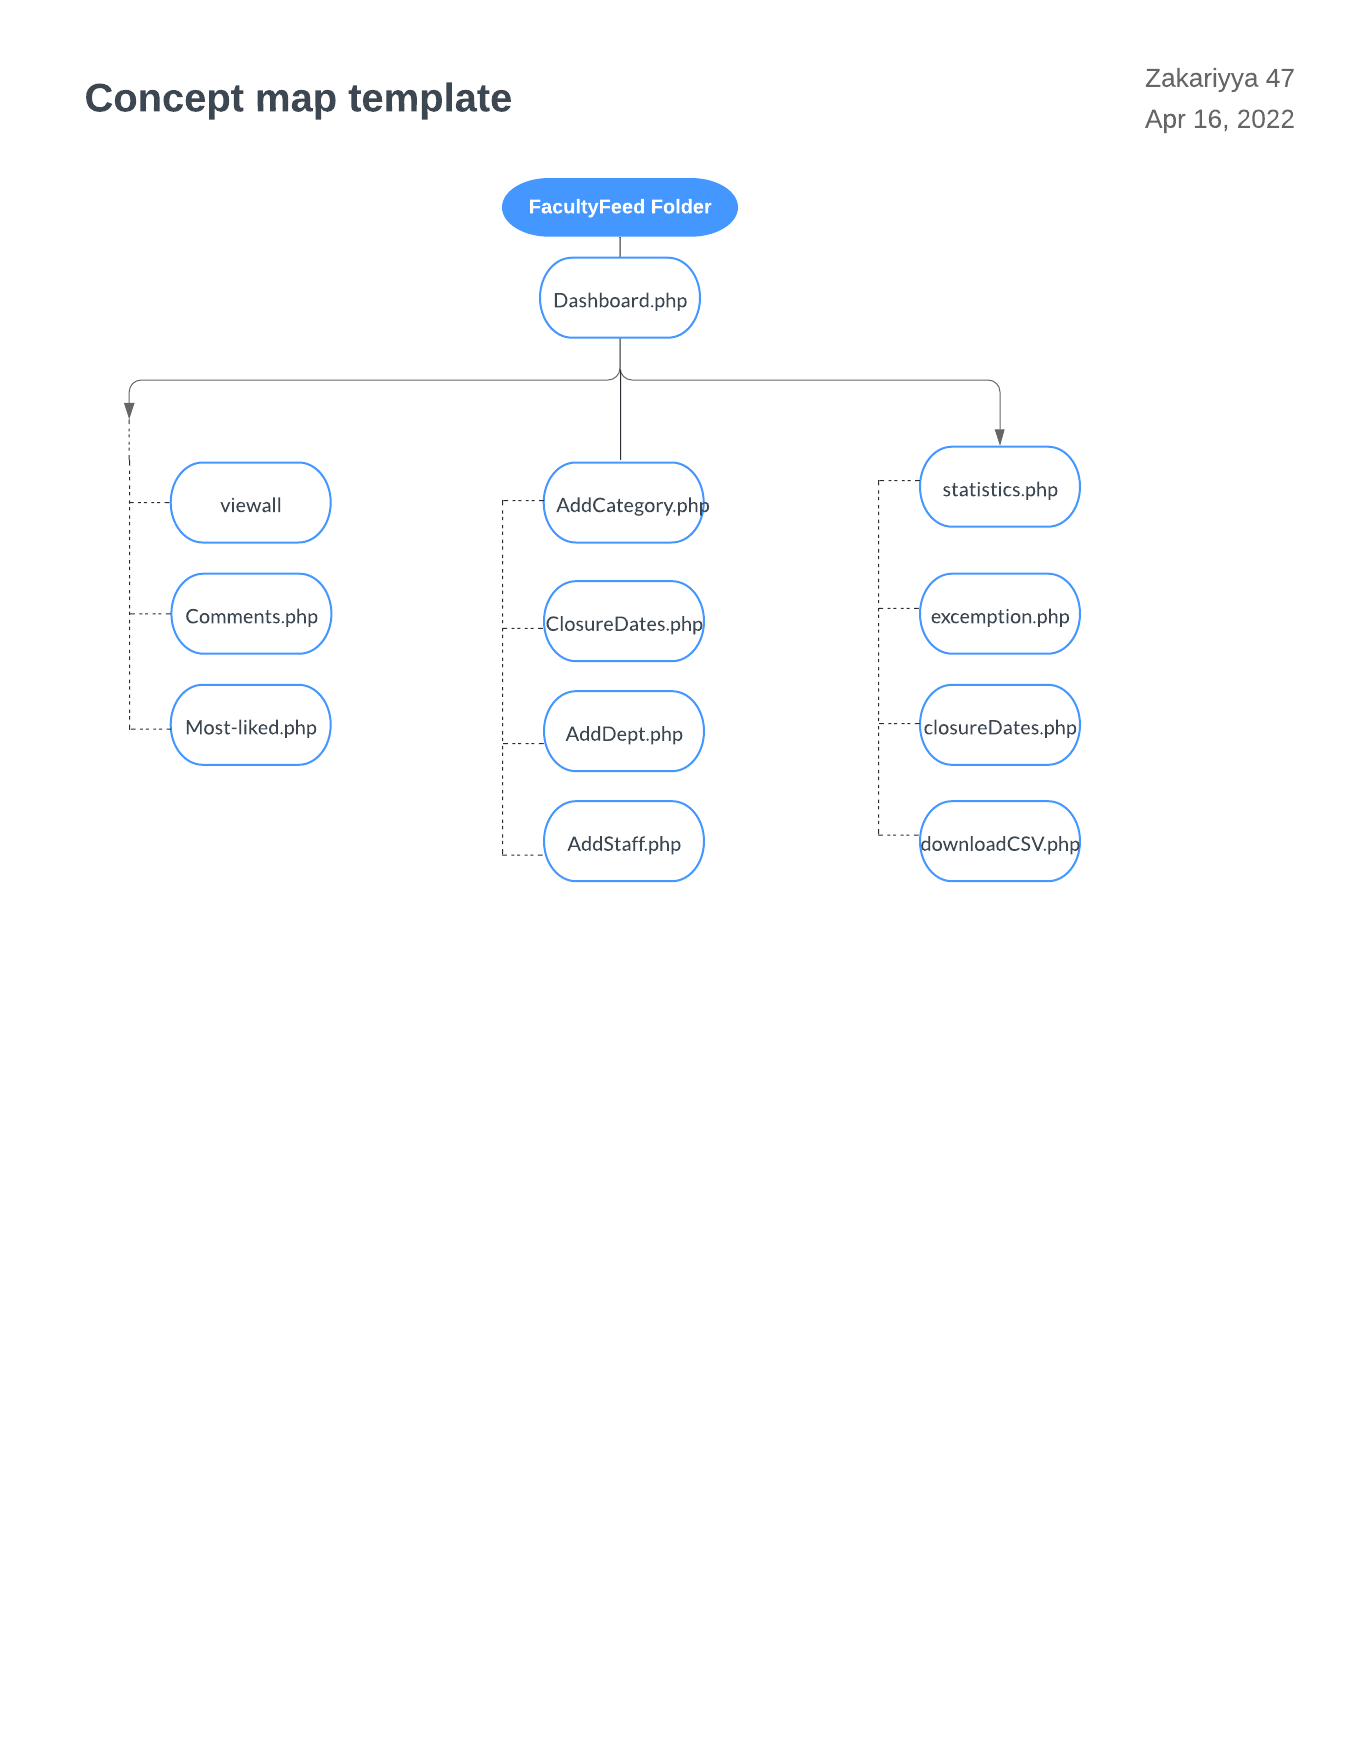 Concept map template
Zakariyya 47
Apr 16, 2022
FacultyFeed Folder
Dashboard.php
viewall
Comments.php
Most-liked.php
AddCategory.php
ClosureDates.php
AddDept.php
AddStaff.php
statistics.php
excemption.php
closureDates.php
downloadCSV.php